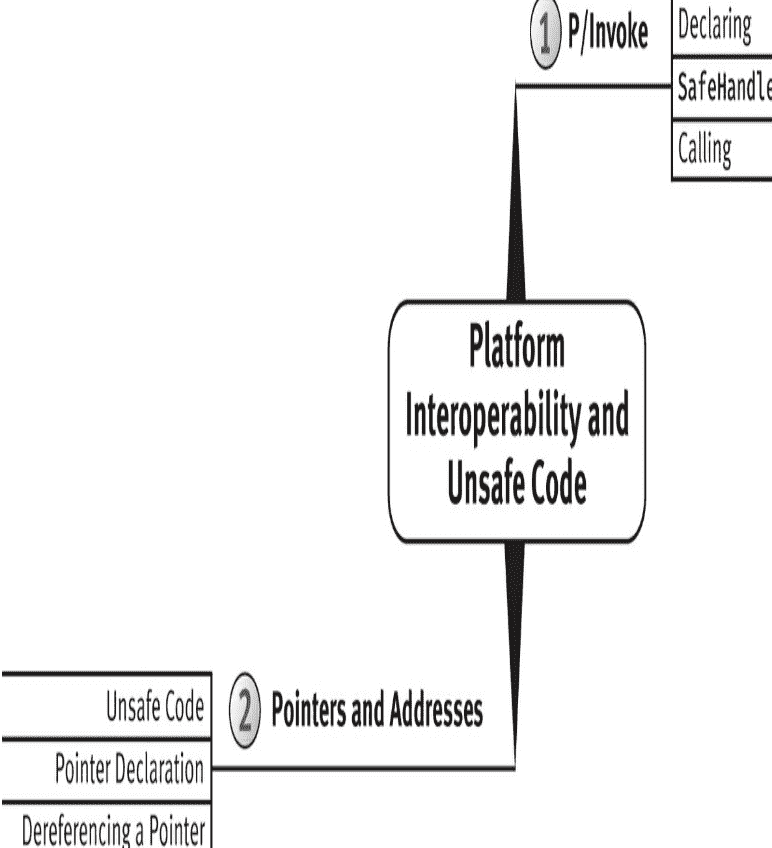 1 P/Invoke
Declaring
SafeHandle
Calling
Platform
Interoperability and
Unsafe Code
2 Pointers and Addresses
Unsafe Code
Pointer Declaration
Dereferencing a Pointer